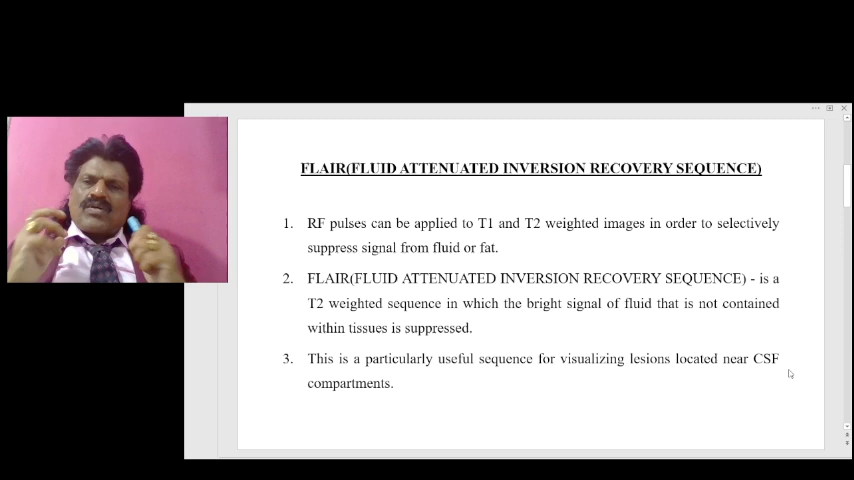 FLAIR(FLUID ATTENUATED INVERSION RECOVERY SEQUENCE)
1. RF pulses can be applied to T1 and T2 weighted images in order to selectively
suppress signal from fluid or fat.
2. FLAIR(FLUID ATTENUATED INVERSION RECOVERY SEQUENCE) - is a
T2 weighted sequence in which the bright signal of fluid that is not contained
within tissues is suppressed.
3. This is a particularly useful sequence for visualizing lesions located near CSF
compartments.